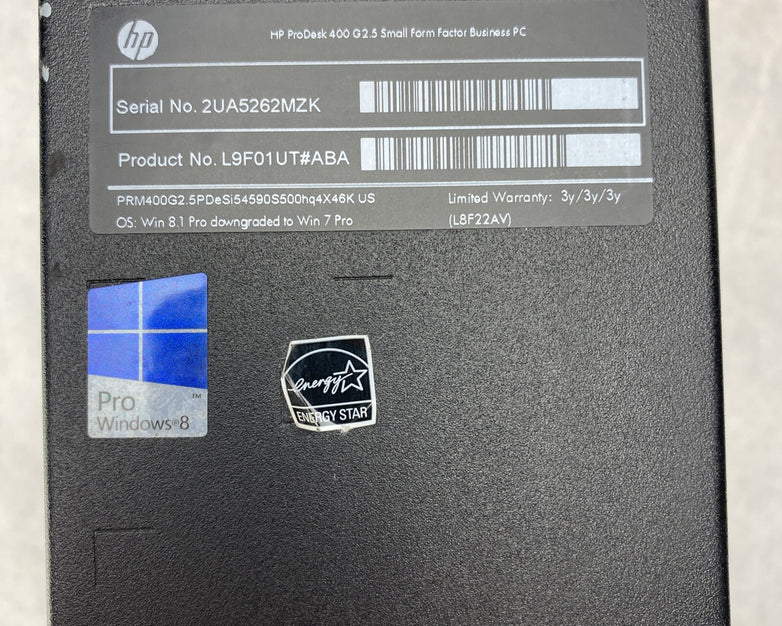 hp
HP ProDesk 400 G2.5 Small Form Factor Business PC
Serial No. 2UA5262MZK
Product No. L9F01UT#ABA
PRM400G2.5PDeSi54590S500hq4X46K US
Limited Warranty: 3y/3y/3y
OS: Win 8.1 Pro downgraded to Win 7 Pro
(L8F22AV)
Pro ™
Windows®8
energy
ENERGY STAR